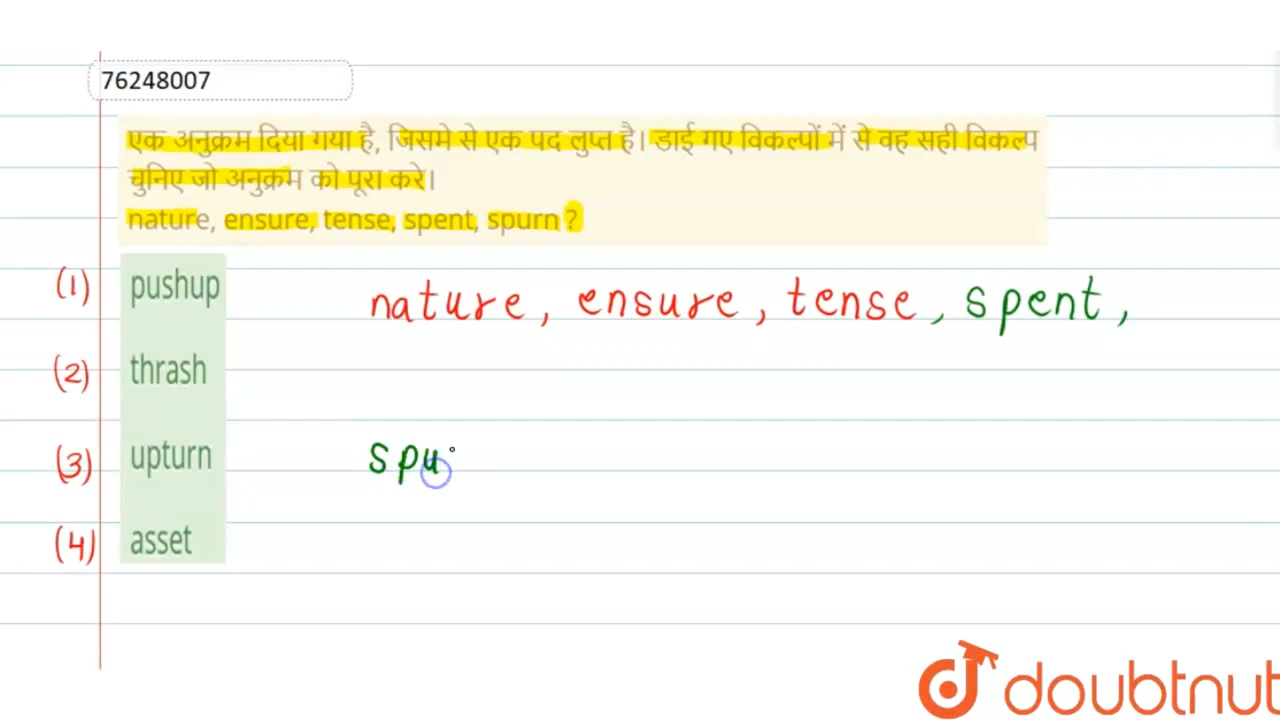 76248007
एक अनुक्रम दिया गया है, जिसमे से एक पद लुप्त है। डाई गए विकल्पों में से वह सही विकल्प
चुनिए जो अनुक्रम को पूरा करे।
nature, ensure, tense, spent, spurn ?
(1) pushup
nature, ensure, tense, spent,
(2) thrash
(3) upturn
spu
(4) asset
doubtnut